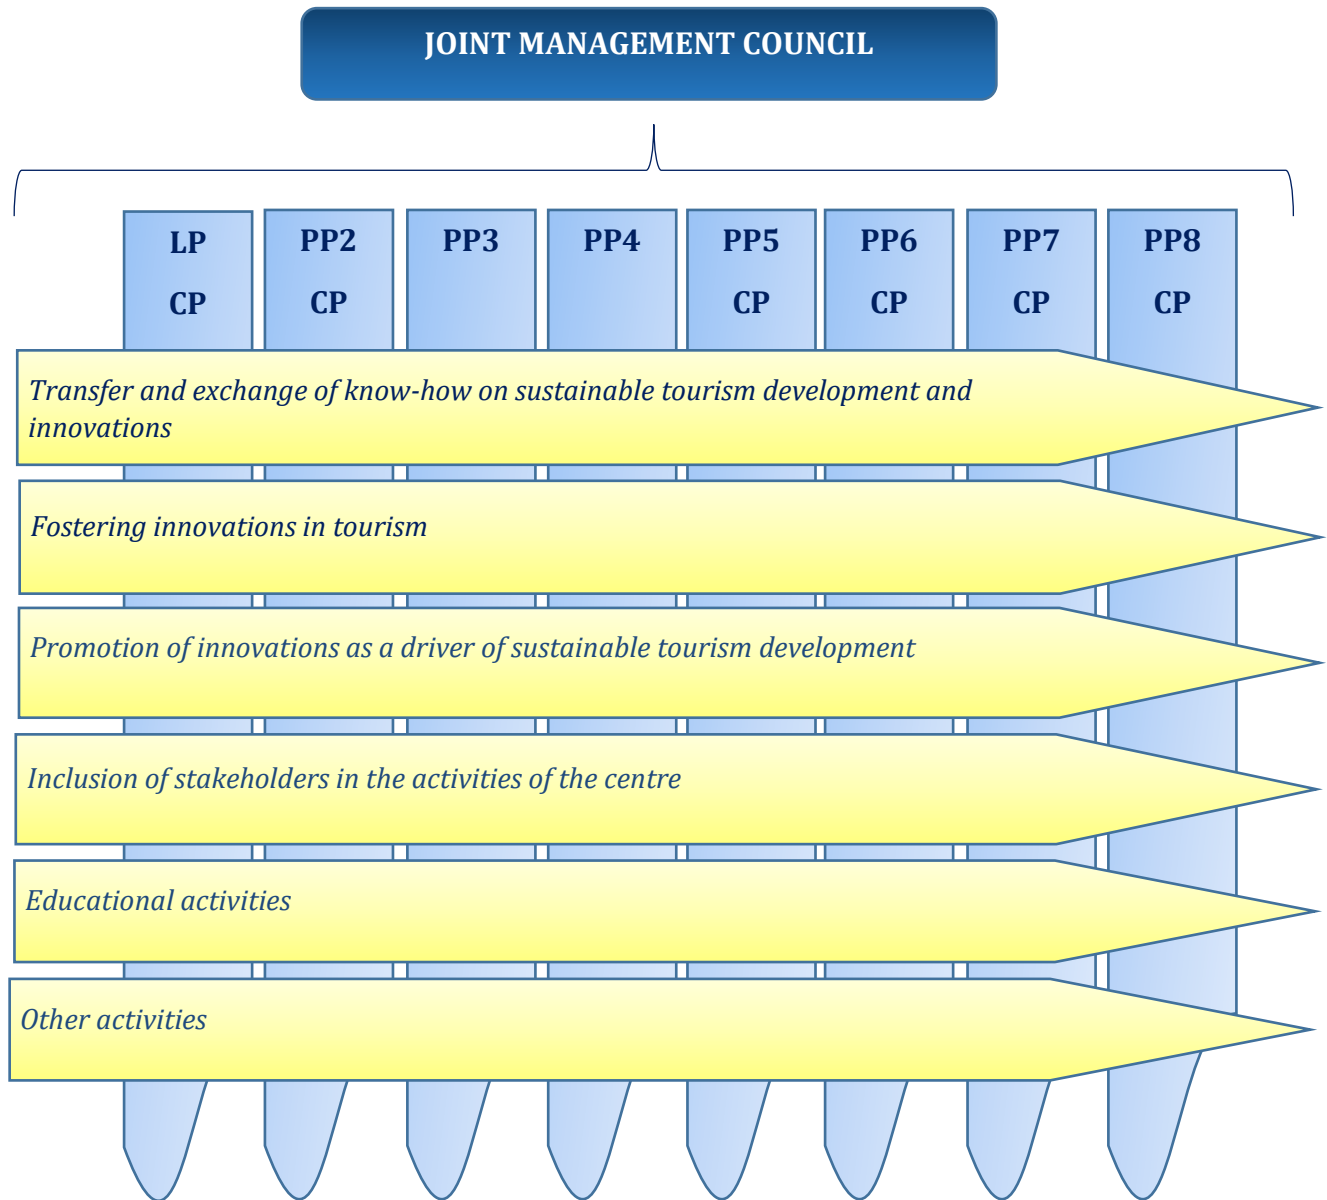 JOINT MANAGEMENT COUNCIL
LP PP2 PP3 PP4 PP5 PP6 PP7 PP8
CP CP CP CP CP CP
Transfer and exchange of know-how on sustainable tourism development and
innovations
Fostering innovations in tourism
Promotion of innovations as a driver of sustainable tourism development
Inclusion of stakeholders in the activities of the centre
Educational activities
Other activities